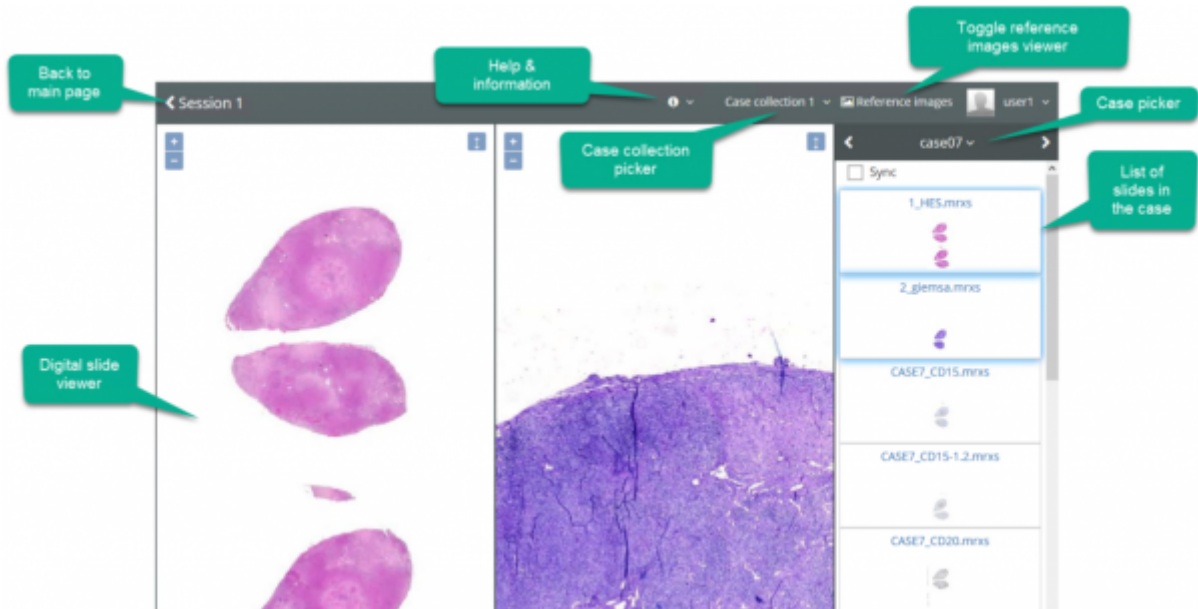 Toggle reference
images viewer
Back to
main page
Help &
information
Case picker
Session 1
Case collection 1
Reference images
user1
Case collection
picker
case07
Sync
List of
slides in
the case
1_HES.mrxs
2_giemsa.mrxs
Digital slide
viewer
CASE7_CD15.mrxs
CASE7_CD15-1.2.mrxs
CASE7_CD20.mrxs